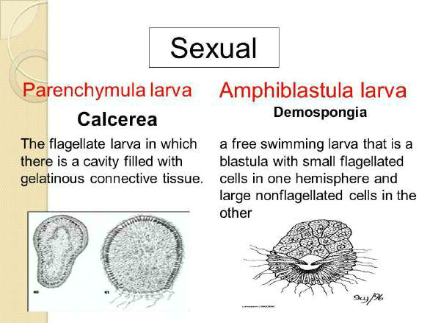 Sexual
Parenchymula larva
Calcerea
The flagellate larva in which
there is a cavity filled with
gelatinous connective tissue.
Amphiblastula larva
Demospongia
a free swimming larva that is a
blastula with small flagellated
cells in one hemisphere and
large nonflagellated cells in the
other